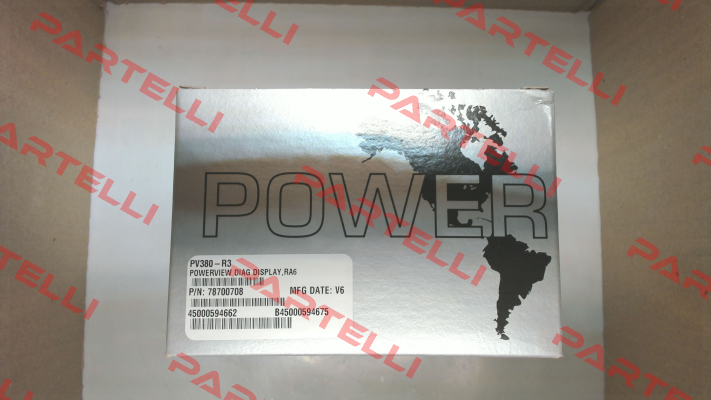 PARTELLI
PARTELLI
PARTELLI
PARTELLI
PARTELLI
POWER
PV380-R3
POWERVIEW,DIAG DISPLAY,RA6
P/N: 78700708 MFG DATE: V6
45000594662 B45000594675
PARTELLI
PARTELLI
PARTELLI